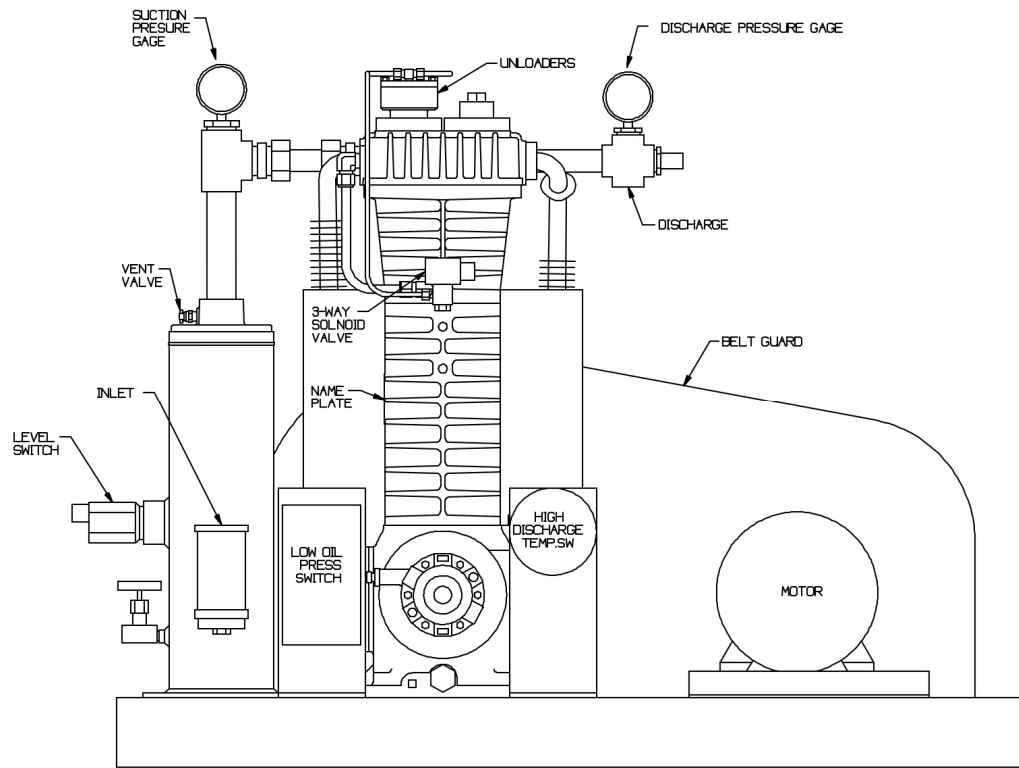 SUCTION
PRESURE
GAGE
DISCHARGE PRESSURE GAGE
UNLOADERS
DISCHARGE
VENT
VALVE
3-WAY
SOLNOID
VALVE
BELT GUARD
INLET
NAME
PLATE
LEVEL
SWITCH
HIGH
DISCHARGE
TEMP.SW
LOW OIL
PRESS
SWITCH
MOTOR